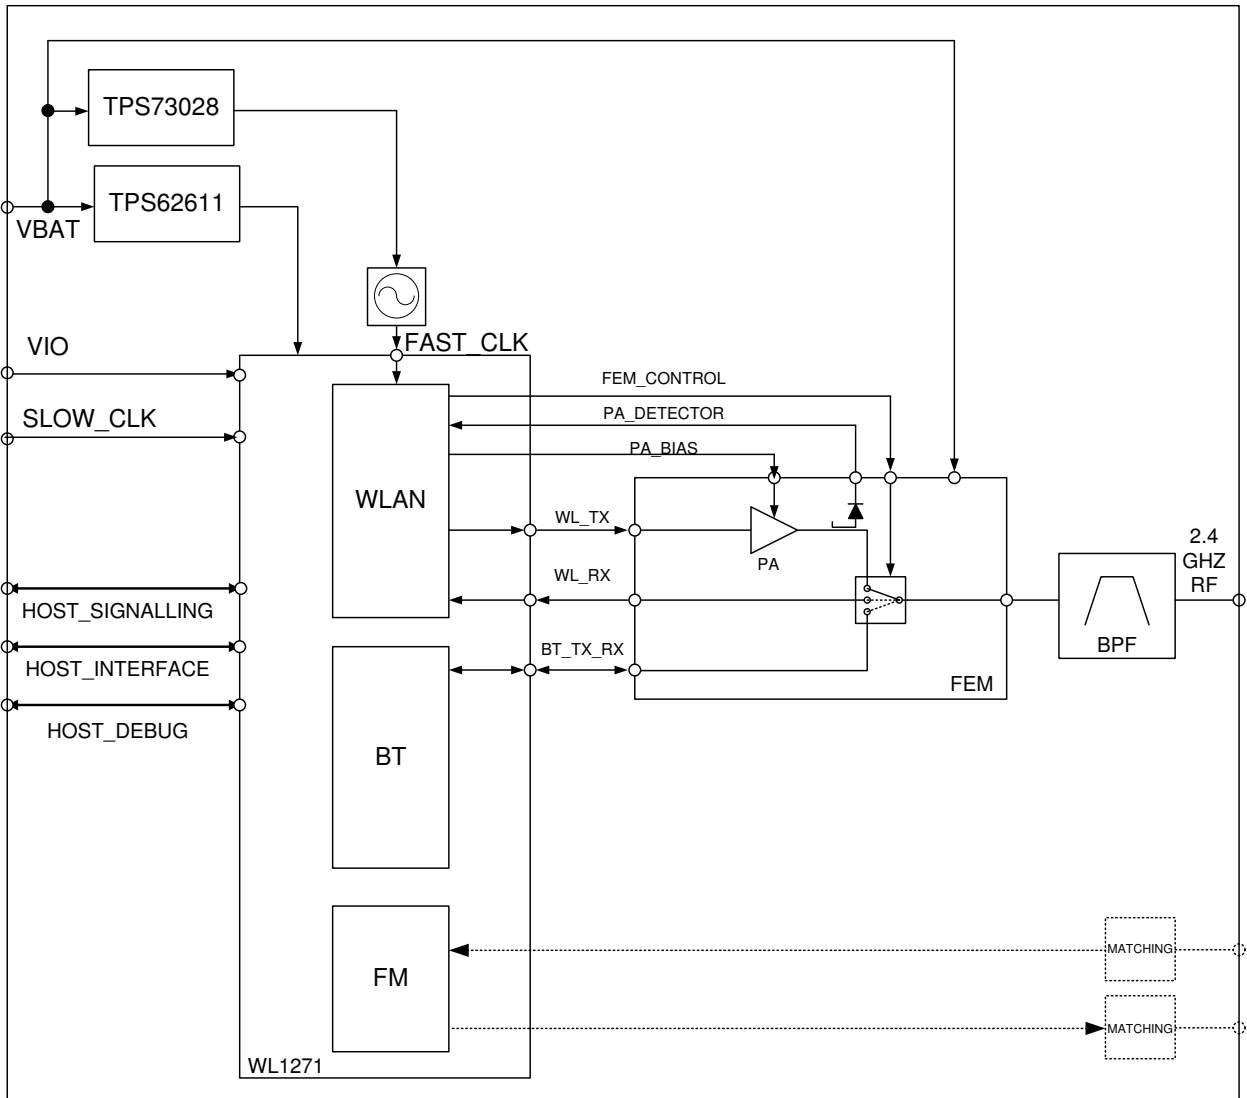 TPS73028
TPS62611
VBAT
VIO
FAST_CLK
SLOW_CLK
FEM_CONTROL
PA_DETECTOR
PA_BIAS
WLAN
WL_TX
PA
WL_RX
2.4
GHZ
RF
HOST_SIGNALLING
HOST_INTERFACE
HOST_DEBUG
BT_TX_RX
BPF
FEM
BT
FM
MATCHING
MATCHING
WL1271